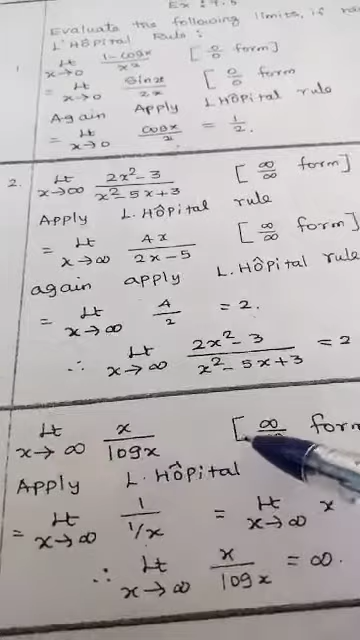 Ex : 7.5
Evaluate the following limits, if
L'Hôpital Rule :
1. Lt x→0 1-cosx/x² [0/0 form]
= Lt x→0 sinx/2x [0/0 form
Again Apply L Hôpital rule
= Lt x→0 cosx/2 = 1/2.
2. Lt x→∞ 2x²-3/x²-5x+3 [∞/∞ form]
Apply L.Hôpital rule
= Lt x→∞ 4x/2x-5 [∞/∞ form]
again apply L.Hôpital rule
= Lt x→∞ 4/2 = 2.
∴ Lt x→∞ 2x²-3/x²-5x+3 = 2
Lt x→∞ x/logx [∞ form
Apply L.Hôpital
= Lt x→∞ 1/1/x = Lt x→∞ x
∴ Lt x→∞ x/logx = ∞.